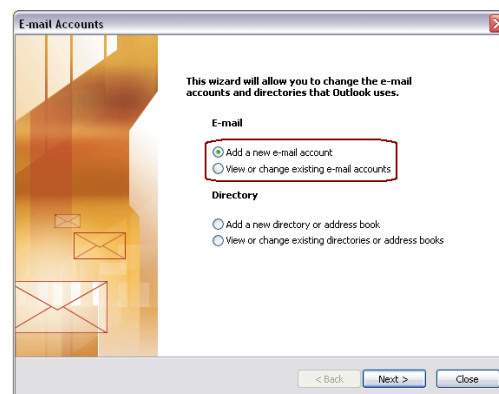 E-mail Accounts
This wizard will allow you to change the e-mail
accounts and directories that Outlook uses.
E-mail
Add a new e-mail account
View or change existing e-mail accounts
Directory
Add a new directory or address book
View or change existing directories or address books
< Back
Next >
Close